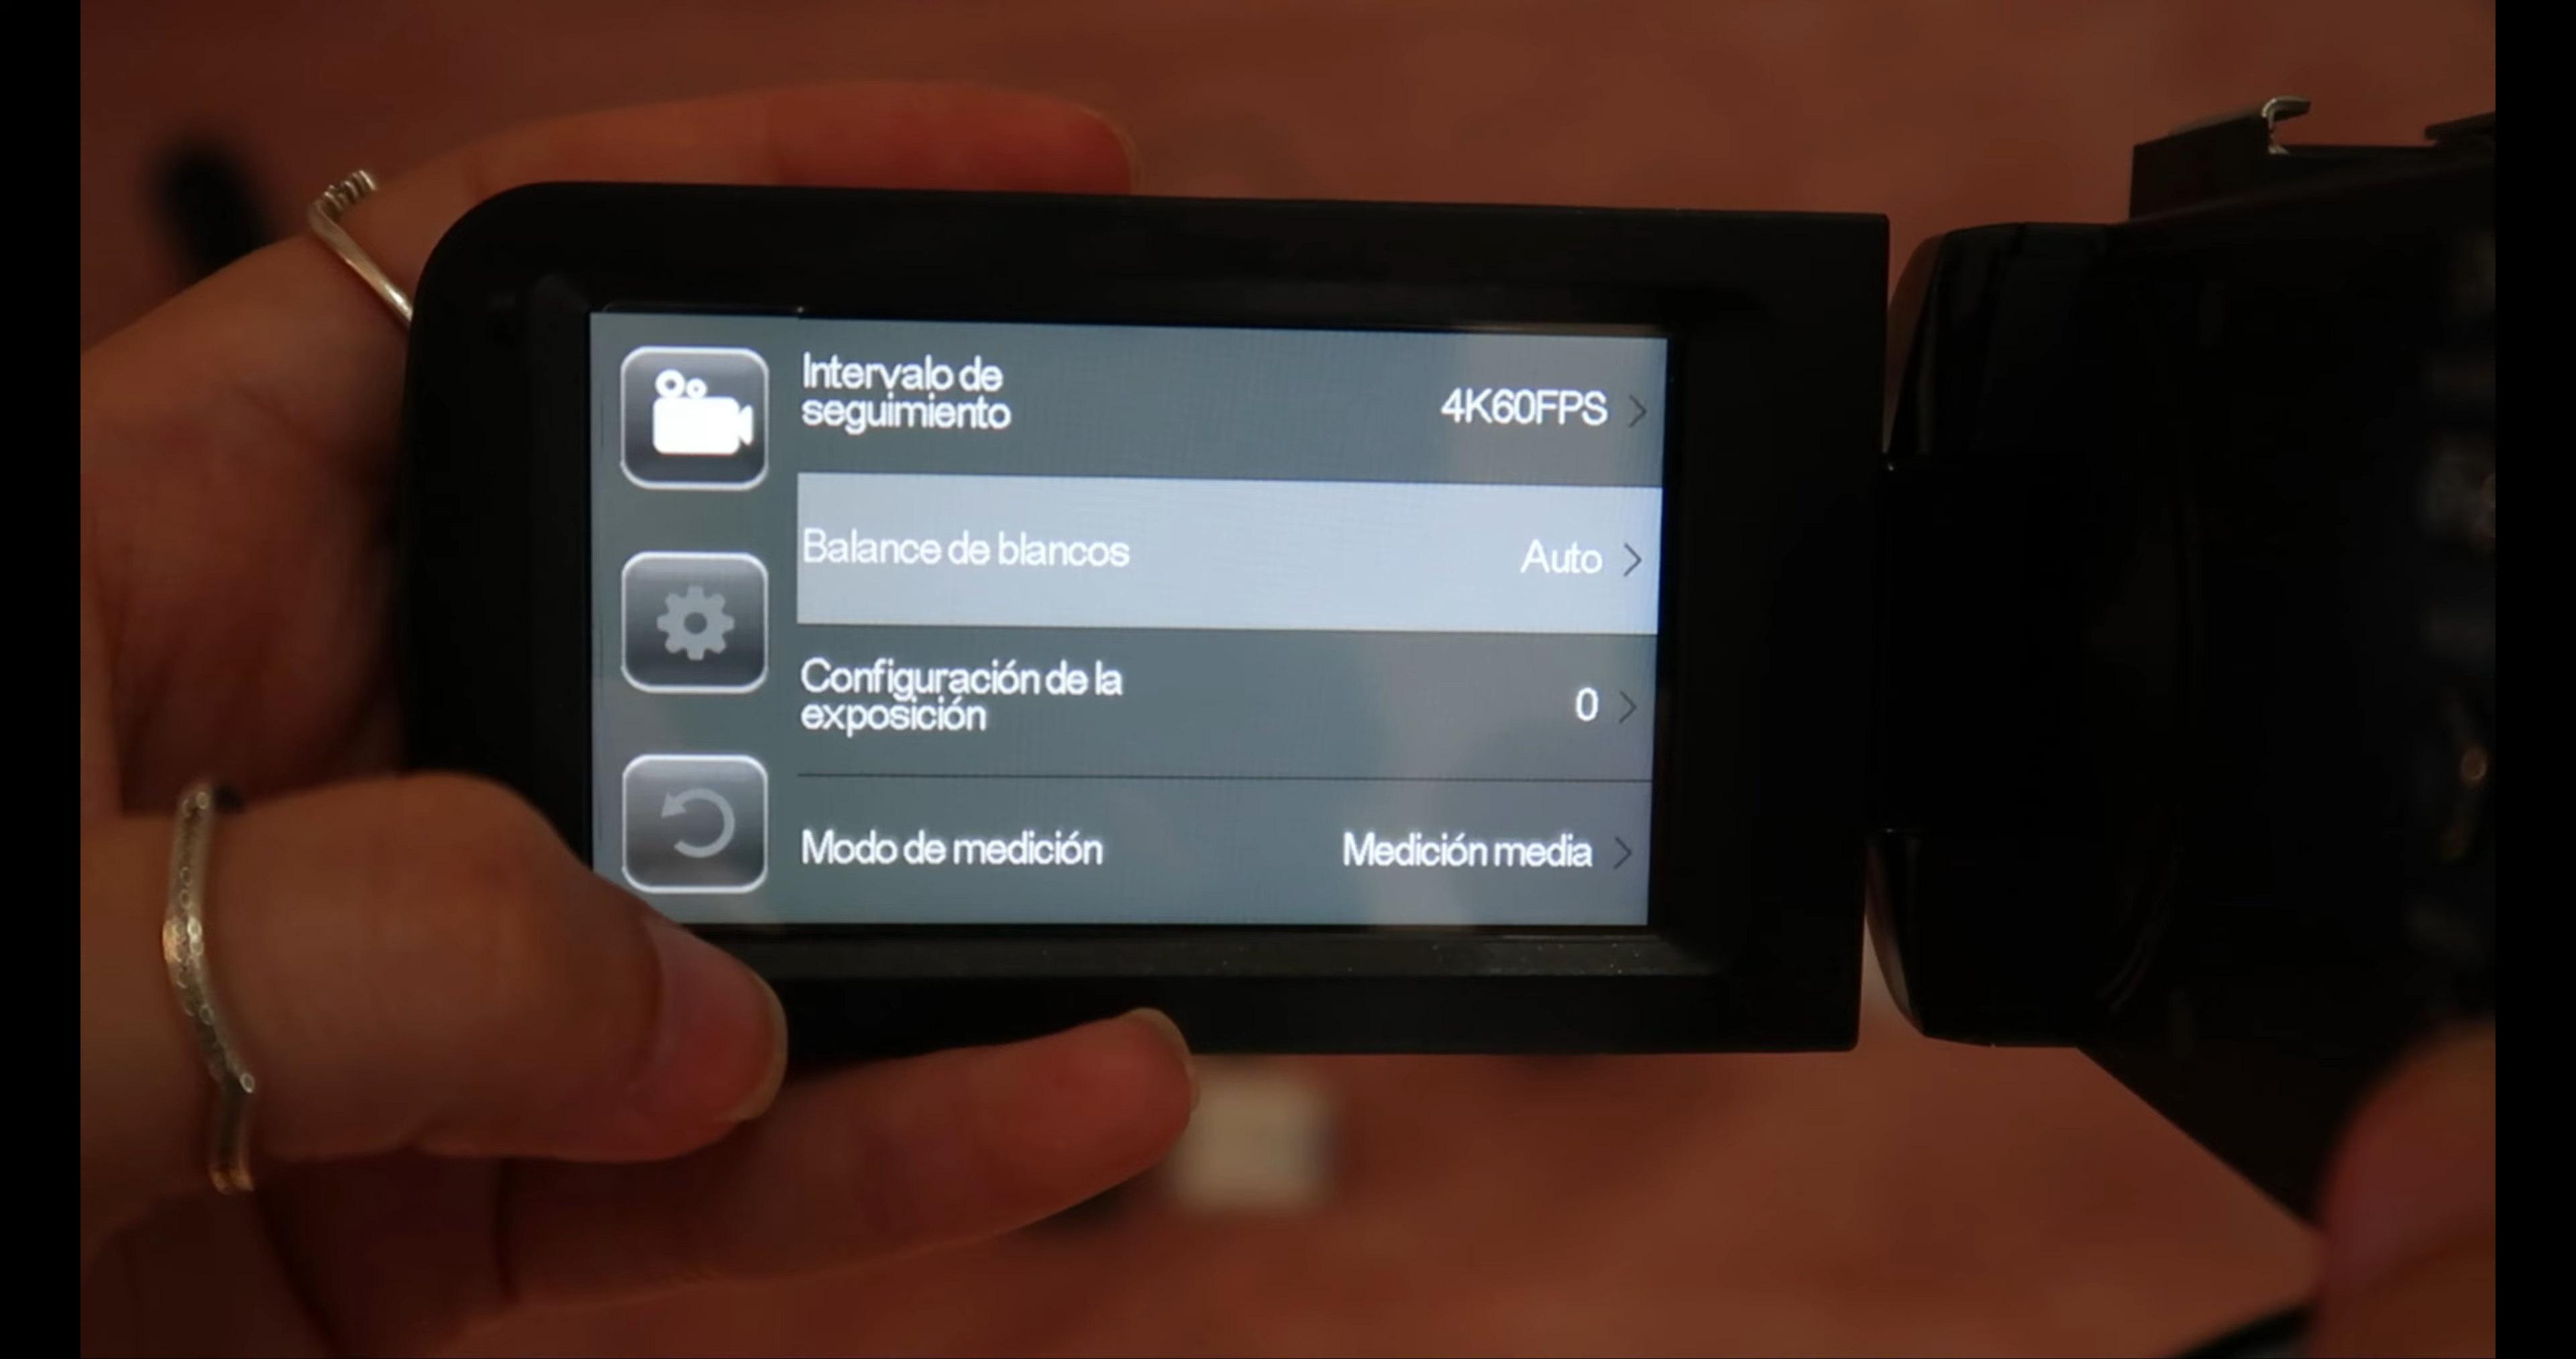 Intervalo de
seguimiento
4K60FPS
Balance de blancos
Auto
Configuración de la
exposición
0
Modo de medición
Medición media